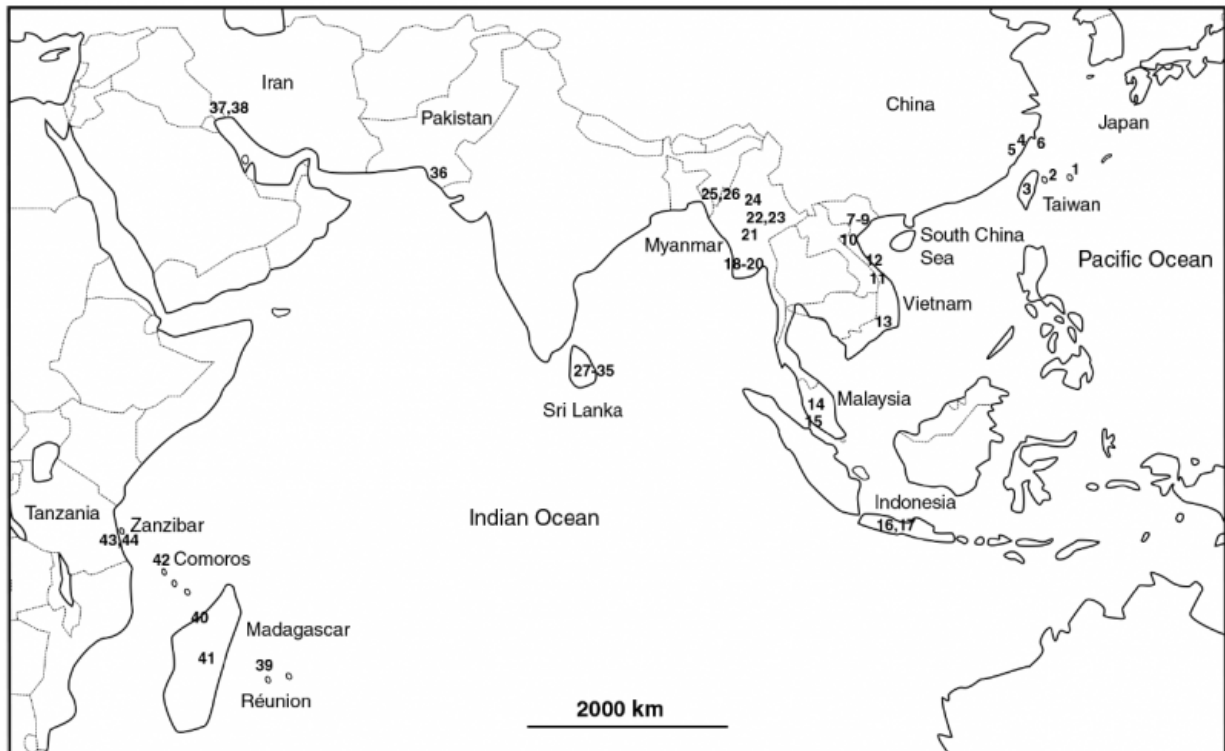 Iran
China
37,38
Pakistan
Japan
4
6
5
36
1
2
3
25,26
24
Taiwan
22,23
7-9
21
10
South China
Sea
Myanmar
12
18-20
Pacific Ocean
11
Vietnam
13
27-35
Malaysia
14
Sri Lanka
15
Indonesia
Tanzania
Zanzibar
Indian Ocean
16,17
43,44
42 Comoros
40
Madagascar
41
39
Réunion
2000 km